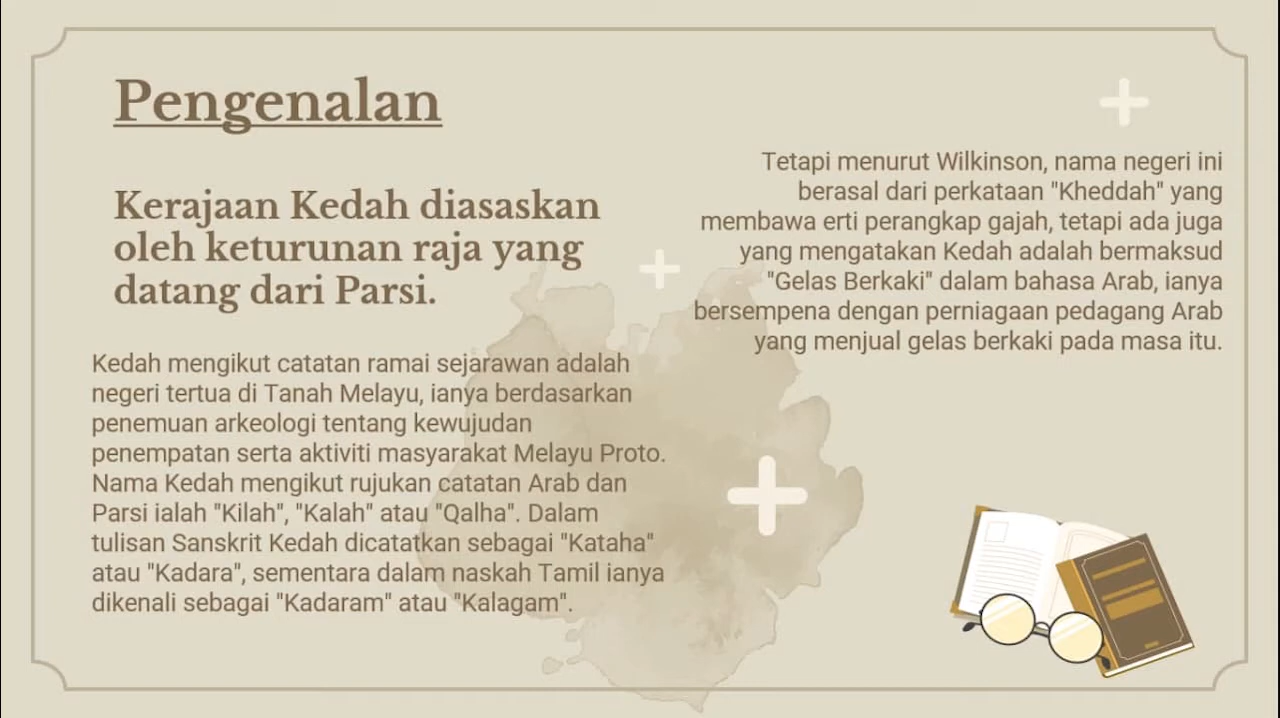 Pengenalan
Kerajaan Kedah diasaskan
oleh keturunan raja yang
datang dari Parsi.
Kedah mengikut catatan ramai sejarawan adalah
negeri tertua di Tanah Melayu, ianya berdasarkan
penemuan arkeologi tentang kewujudan
penempatan serta aktiviti masyarakat Melayu Proto.
Nama Kedah mengikut rujukan catatan Arab dan
Parsi ialah "Kilah", "Kalah" atau "Qalha". Dalam
tulisan Sanskrit Kedah dicatatkan sebagai "Kataha"
atau "Kadara", sementara dalam naskah Tamil ianya
dikenali sebagai "Kadaram" atau "Kalagam".
Tetapi menurut Wilkinson, nama negeri ini
berasal dari perkataan "Kheddah" yang
membawa erti perangkap gajah, tetapi ada juga
yang mengatakan Kedah adalah bermaksud
"Gelas Berkaki" dalam bahasa Arab, ianya
bersempena dengan perniagaan pedagang Arab
yang menjual gelas berkaki pada masa itu.